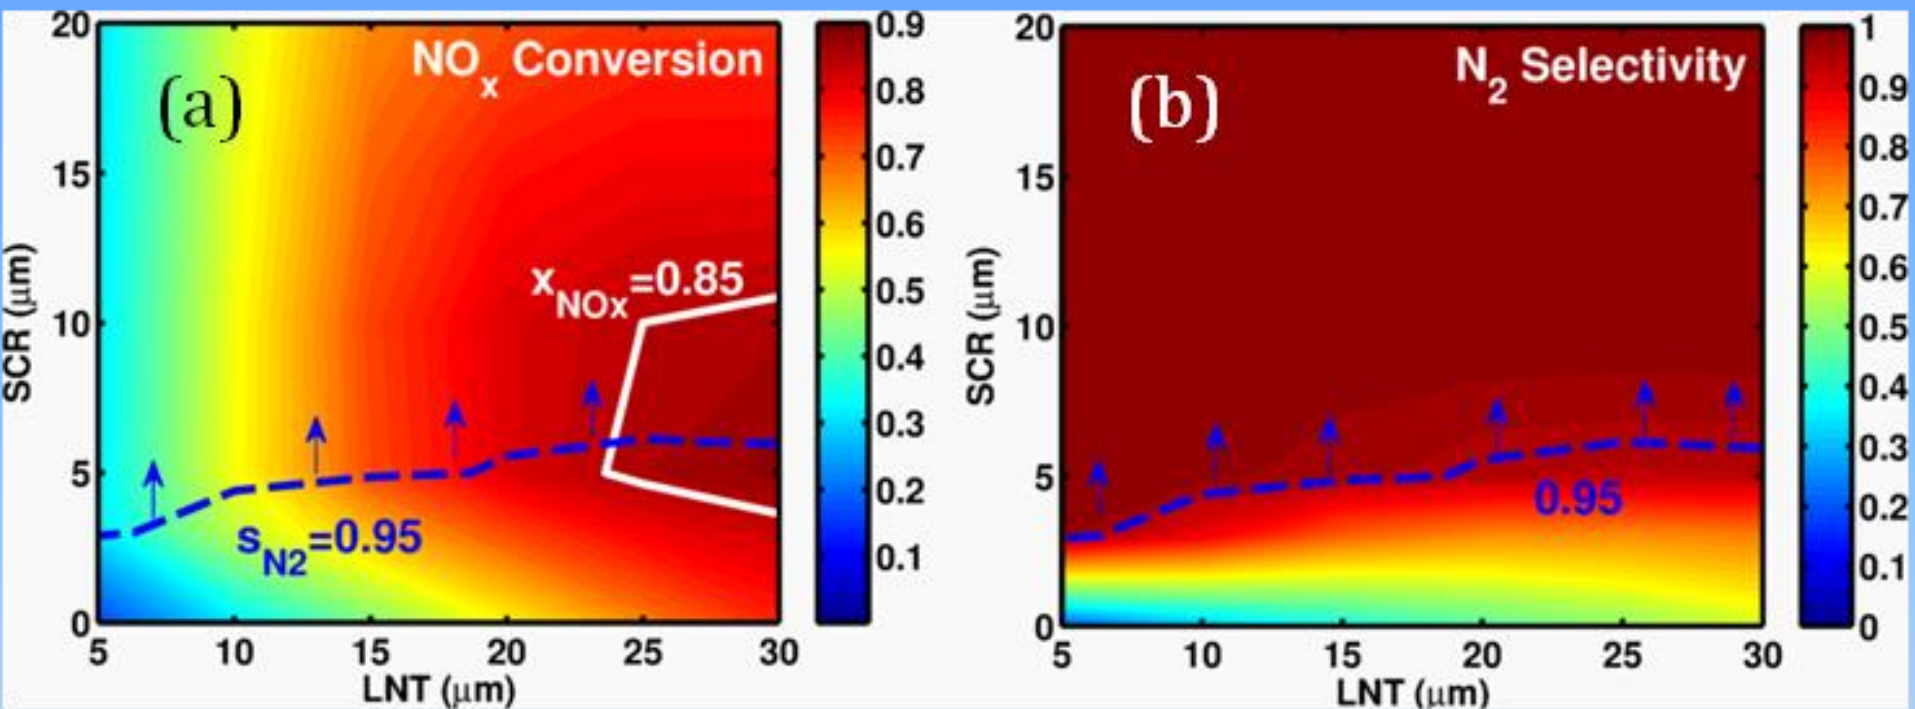 (a)
NOx Conversion
xNOx=0.85
sN2=0.95
SCR (μm)
20
15
10
5
0
5 10 15 20 25 30
LNT (μm)
0.9
0.8
0.7
0.6
0.5
0.4
0.3
0.2
0.1
(b)
N2 Selectivity
0.95
SCR (μm)
20
15
10
5
0
5 10 15 20 25 30
LNT (μm)
1
0.9
0.8
0.7
0.6
0.5
0.4
0.3
0.2
0.1
0